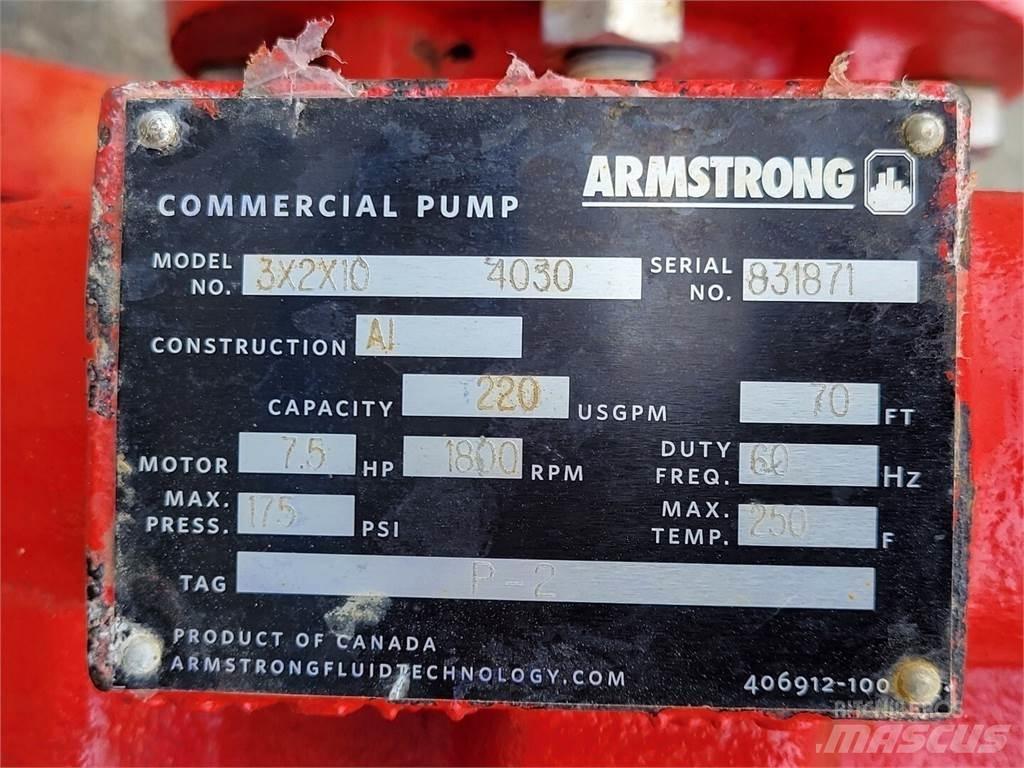 ARMSTRONG
COMMERCIAL PUMP
MODEL NO. 3X2X10 4030 SERIAL NO. 831871
CONSTRUCTION AI
CAPACITY 220 USGPM 70 FT
MOTOR 7.5 HP 1800 RPM DUTY FREQ. 60 Hz
MAX. PRESS. 175 PSI MAX. TEMP. 250 F
TAG P-2
PRODUCT OF CANADA
ARMSTRONGFLUIDTECHNOLOGY.COM 406912-100
RITCHIE BROS
MASCUS